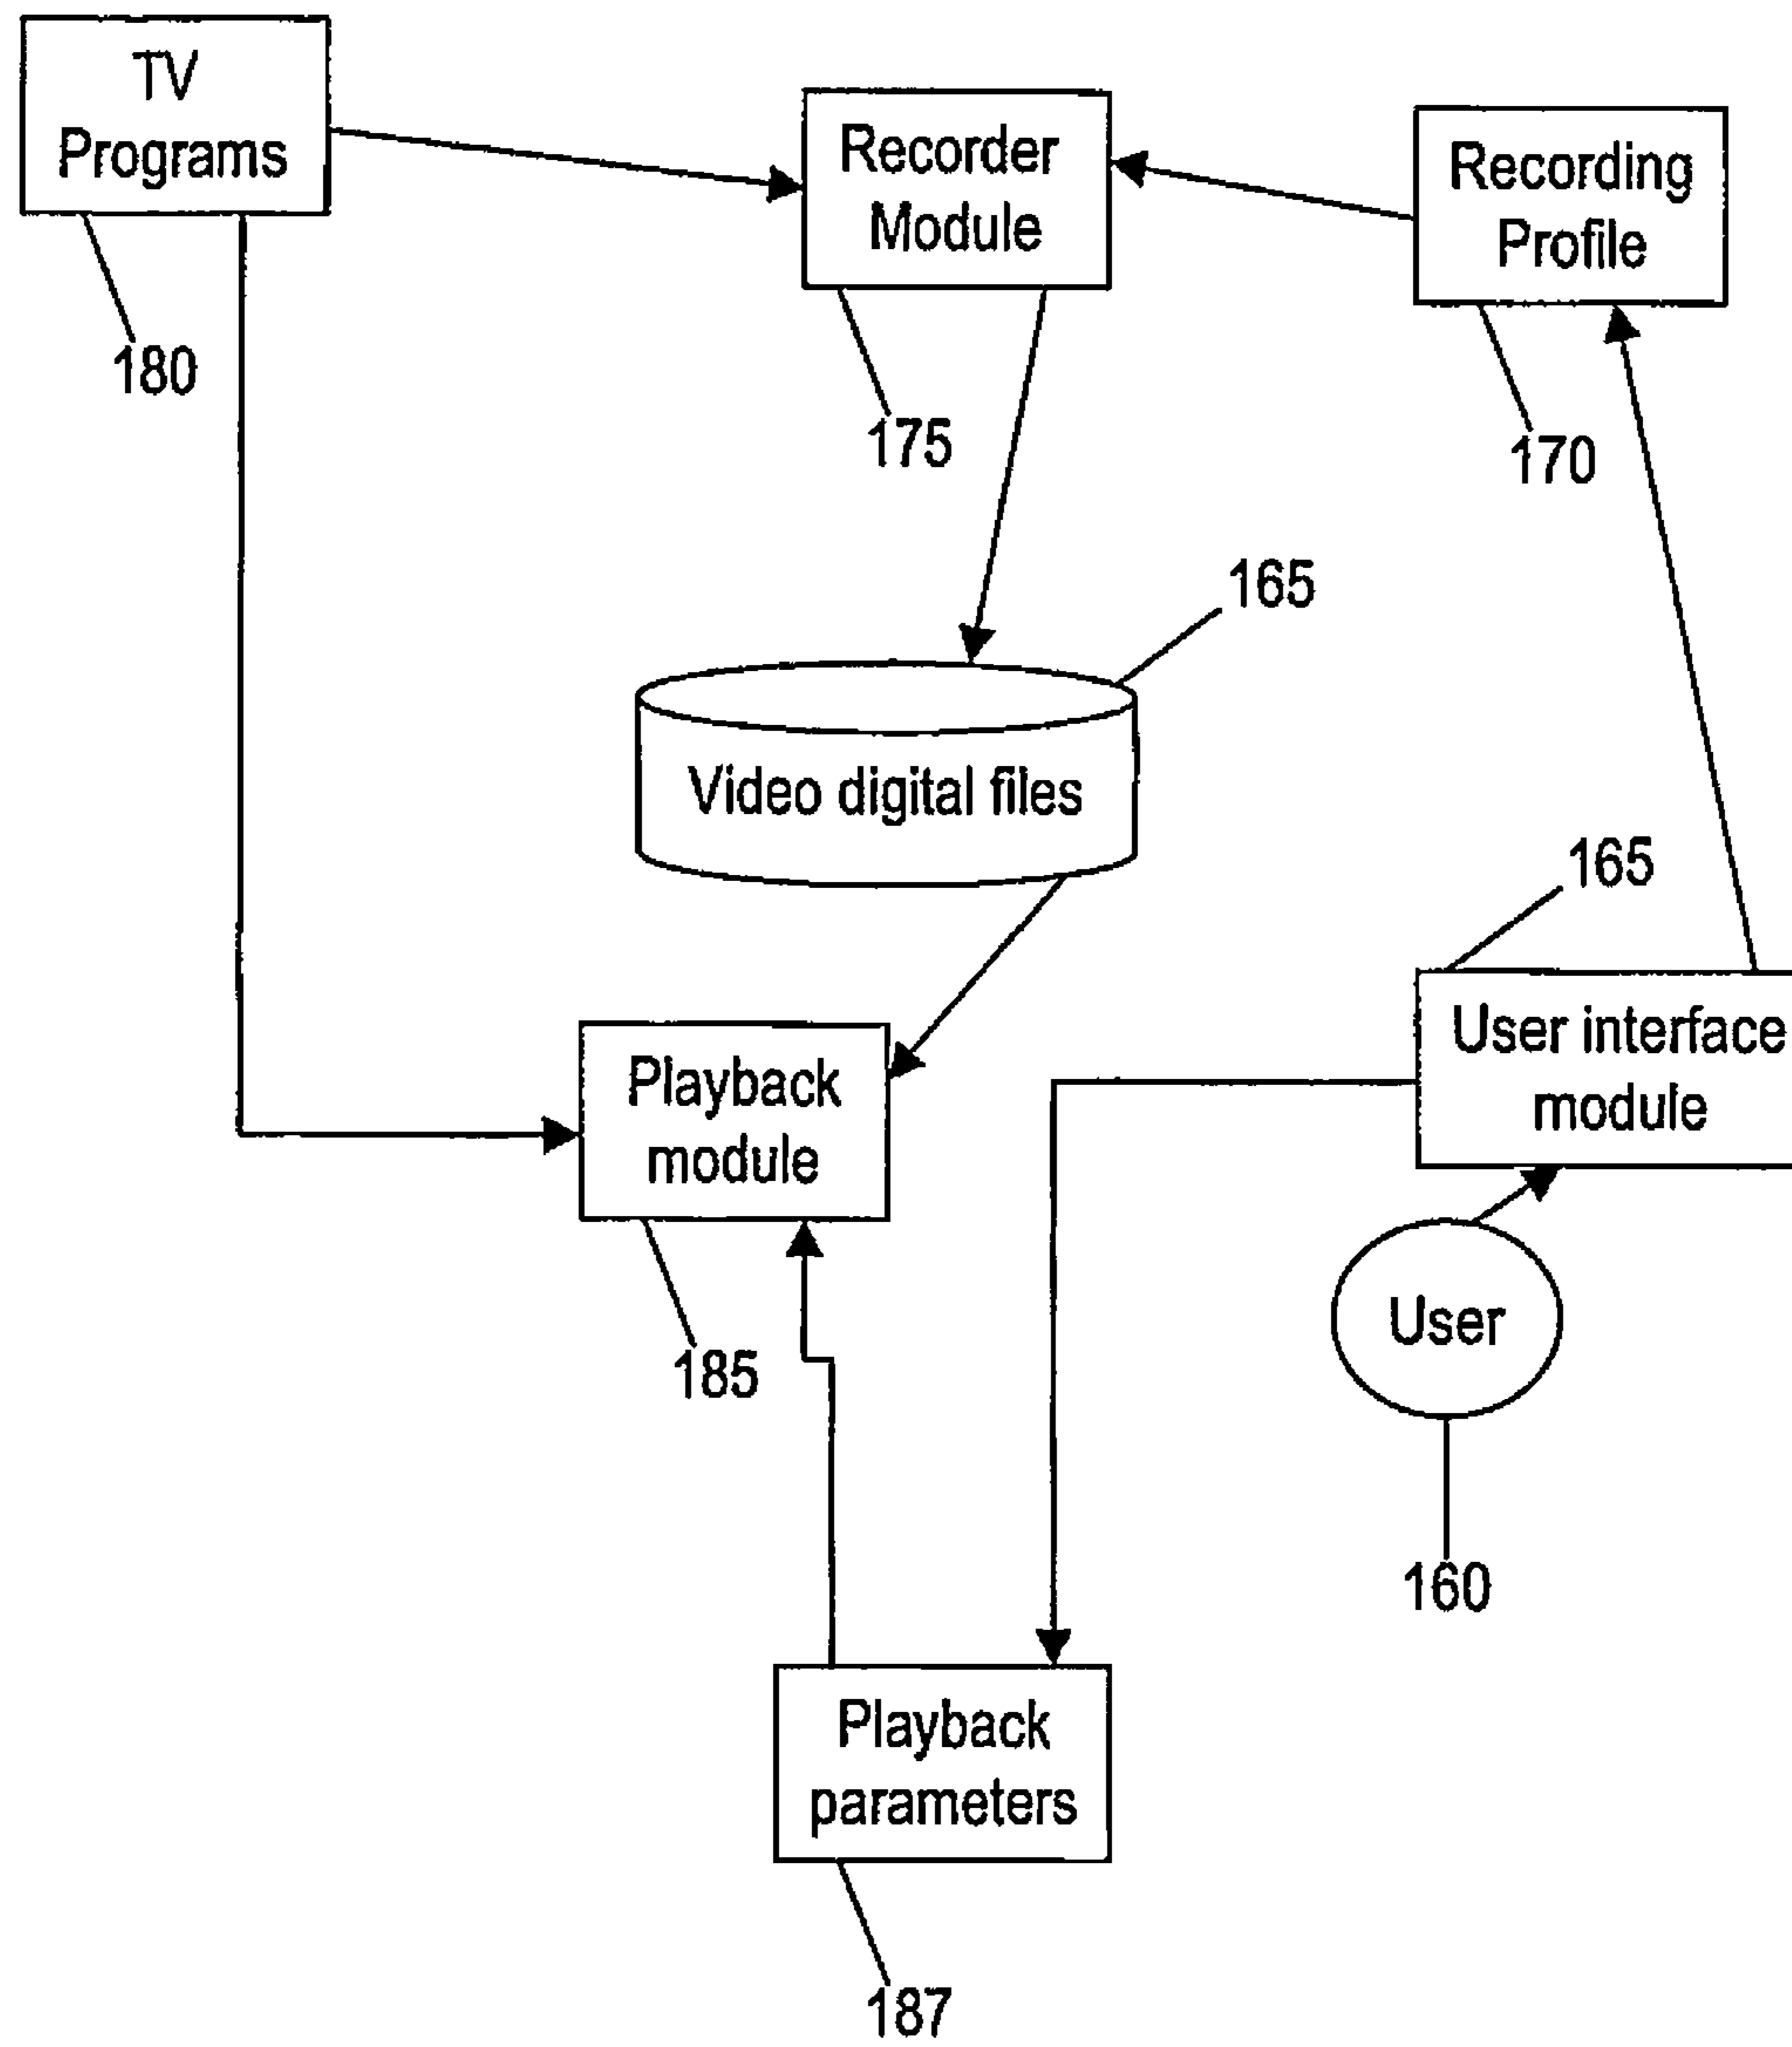 TV
Programs
180
Recorder
Module
175
Recording
Profile
170
165
Video digital files
165
User interface
module
Playback
module
185
User
160
Playback
parameters
187